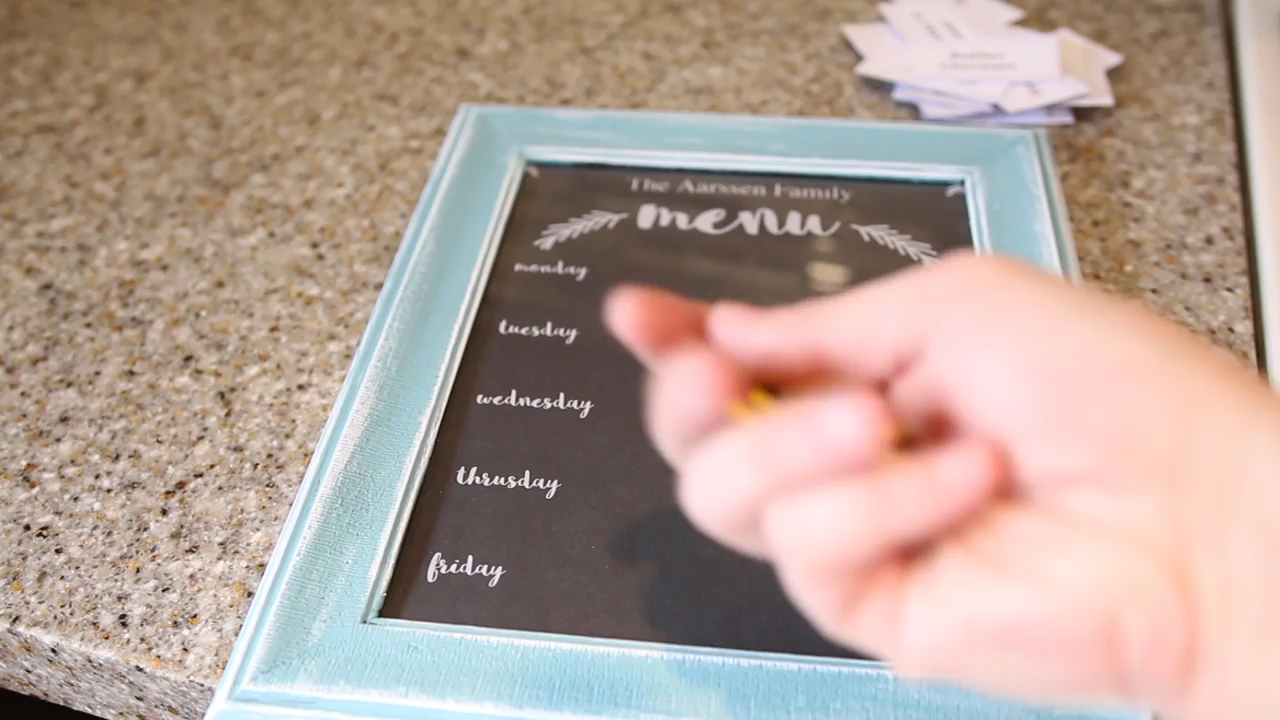 The Aarssen Family
menu
monday
tuesday
wednesday
thrusday
friday